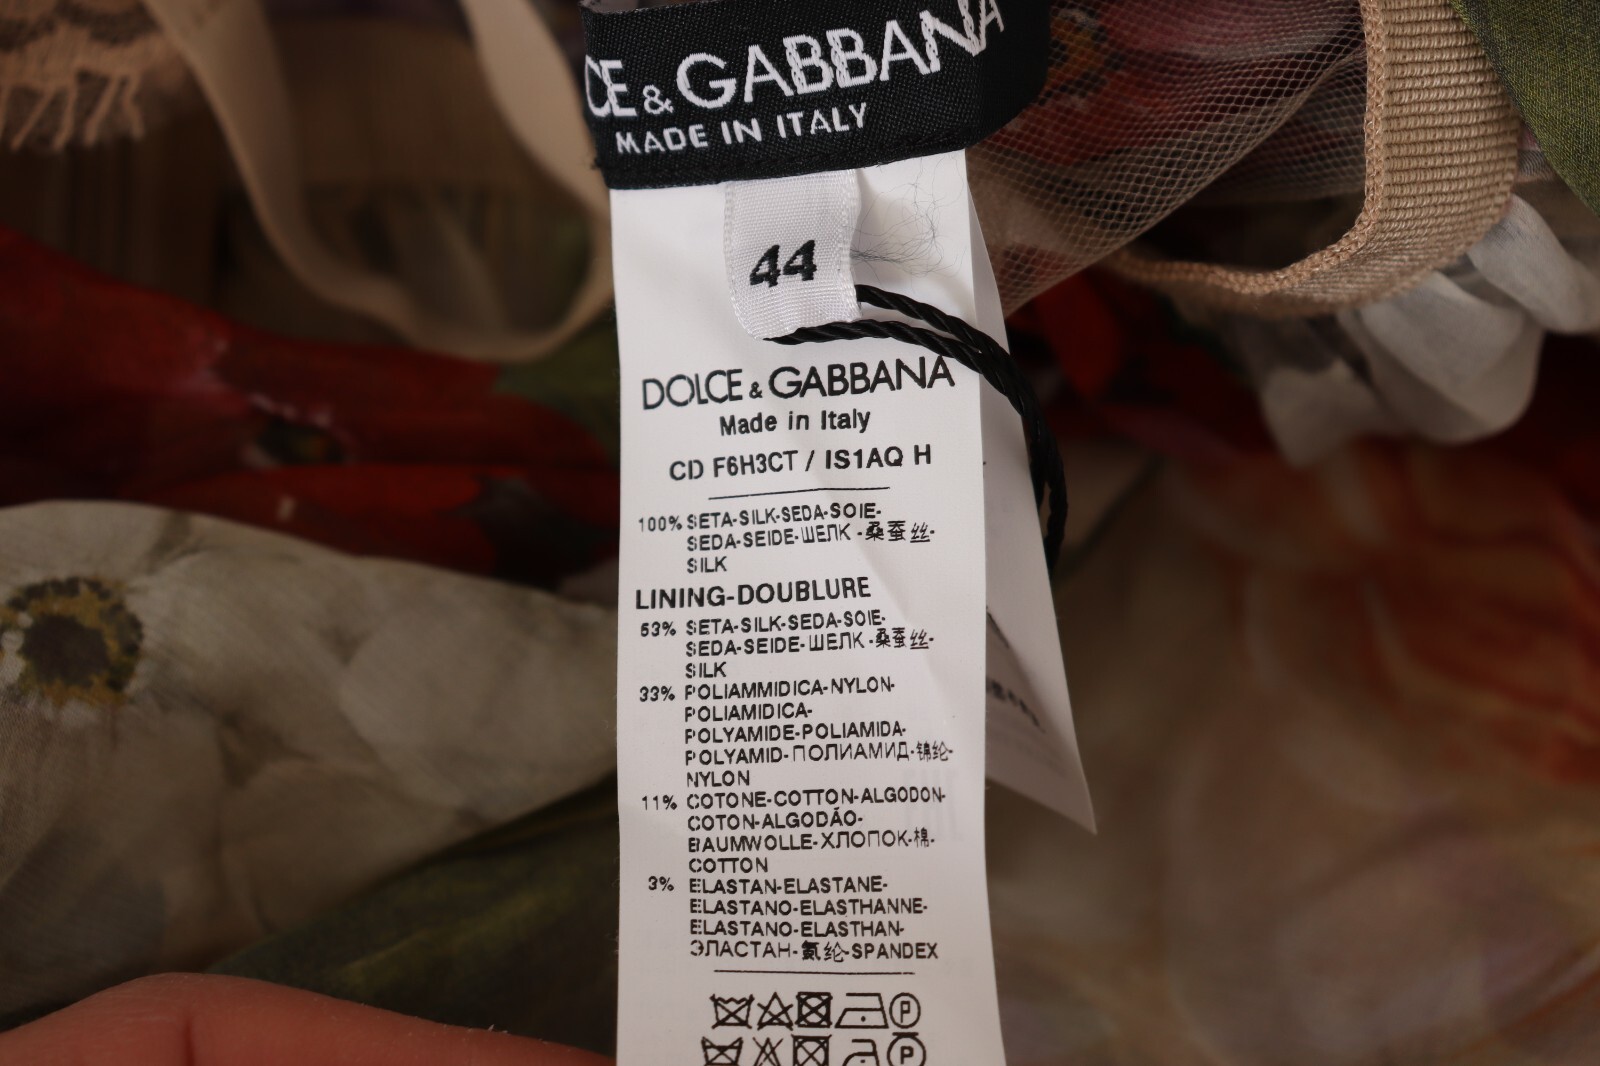 CE & GABBANA
MADE IN ITALY
44
DOLCE & GABBANA
Made in Italy
CD F6H3CT / IS1AQ H
100% SETA-SILK-SEDA-SOIE-
SEDA-SEIDE-ШЕЛК-桑蚕丝-
SILK
LINING-DOUBLURE
53% SETA-SILK-SEDA-SOIE-
SEDA-SEIDE-ШЕЛК-桑蚕丝-
SILK
33% POLIAMMIDICA-NYLON-
POLIAMIDICA-
POLYAMIDE-POLIAMIDA-
POLYAMID-ПОЛИАМИД-锦纶-
NYLON
11% COTONE-COTTON-ALGODON-
COTON-ALGODÃO-
BAUMWOLLE-ХЛОПОК-棉-
COTTON
3% ELASTAN-ELASTANE-
ELASTANO-ELASTHANNE-
ELASTANO-ELASTHAN-
ЭЛАСТАН-氨纶-SPANDEX
P
P